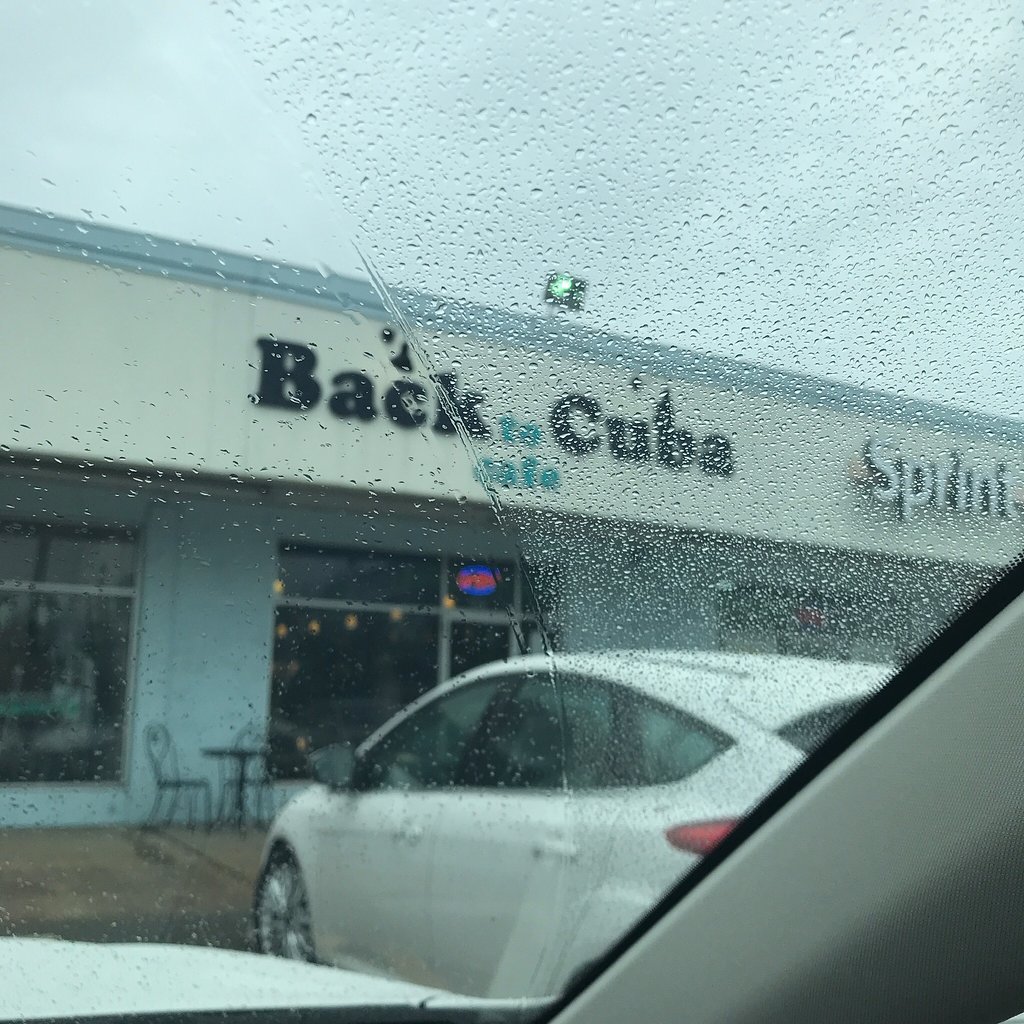 Back to Cuba
cafe
Sprint